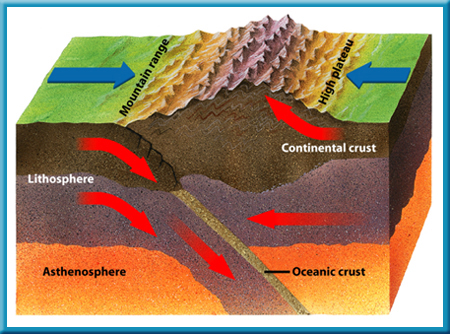 Mountain range
High plateau
Continental crust
Lithosphere
Asthenosphere
Oceanic crust